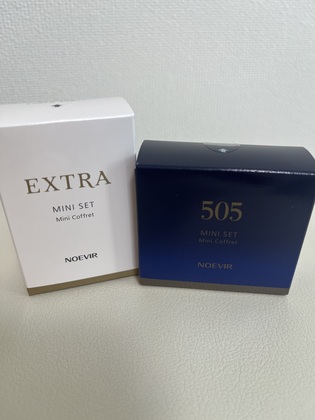 EXTRA
MINI SET
Mini Coffret
NOEVIR
505
MINI SET
Mini Coffret
NOEVIR